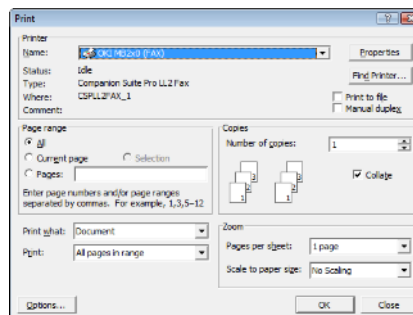 Print
Printer
Name: OKI MB2x0 (FAX)
Properties
Status: Idle
Find Printer...
Type: Companion Suite Pro LL2 Fax
Where: CSPLL2FAX_1
Print to file
Comment:
Manual duplex
Page range
All
Current page
Selection
Pages:
Enter page numbers and/or page ranges
separated by commas. For example, 1,3,5–12
Copies
Number of copies: 1
Collate
Print what: Document
Print: All pages in range
Zoom
Pages per sheet: 1 page
Scale to paper size: No Scaling
Options...
OK
Close